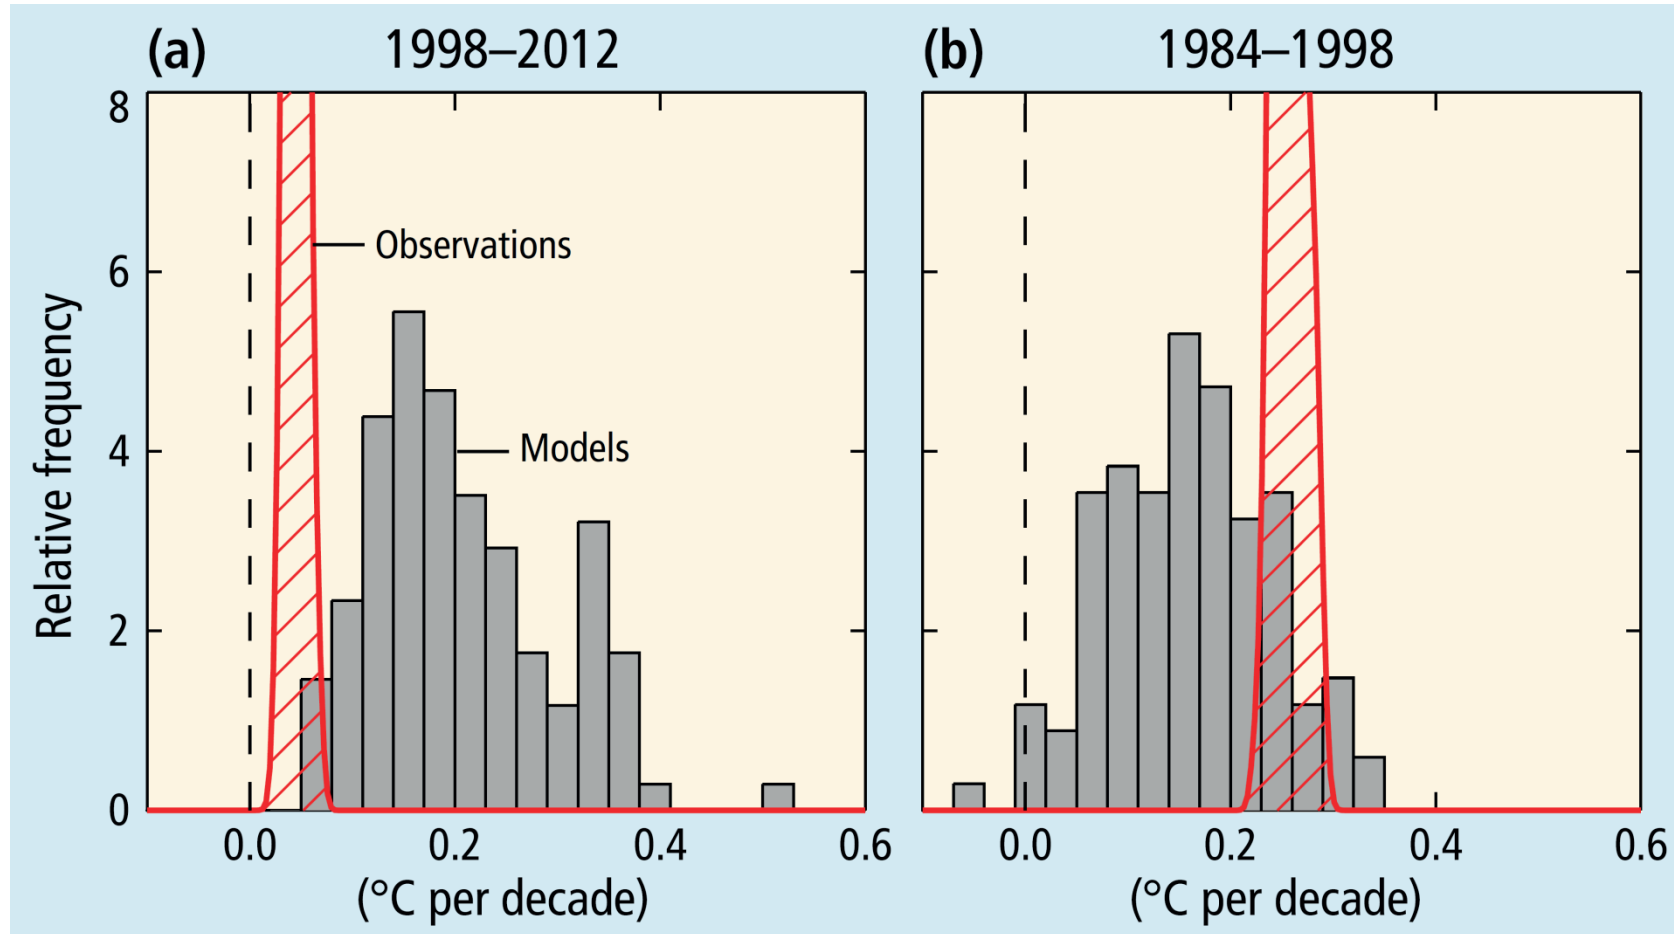 (a) 1998–2012
(b) 1984–1998
8
6
4
2
0
Relative frequency
Observations
Models
0.0 0.2 0.4 0.6
0.0 0.2 0.4 0.6
(°C per decade)
(°C per decade)